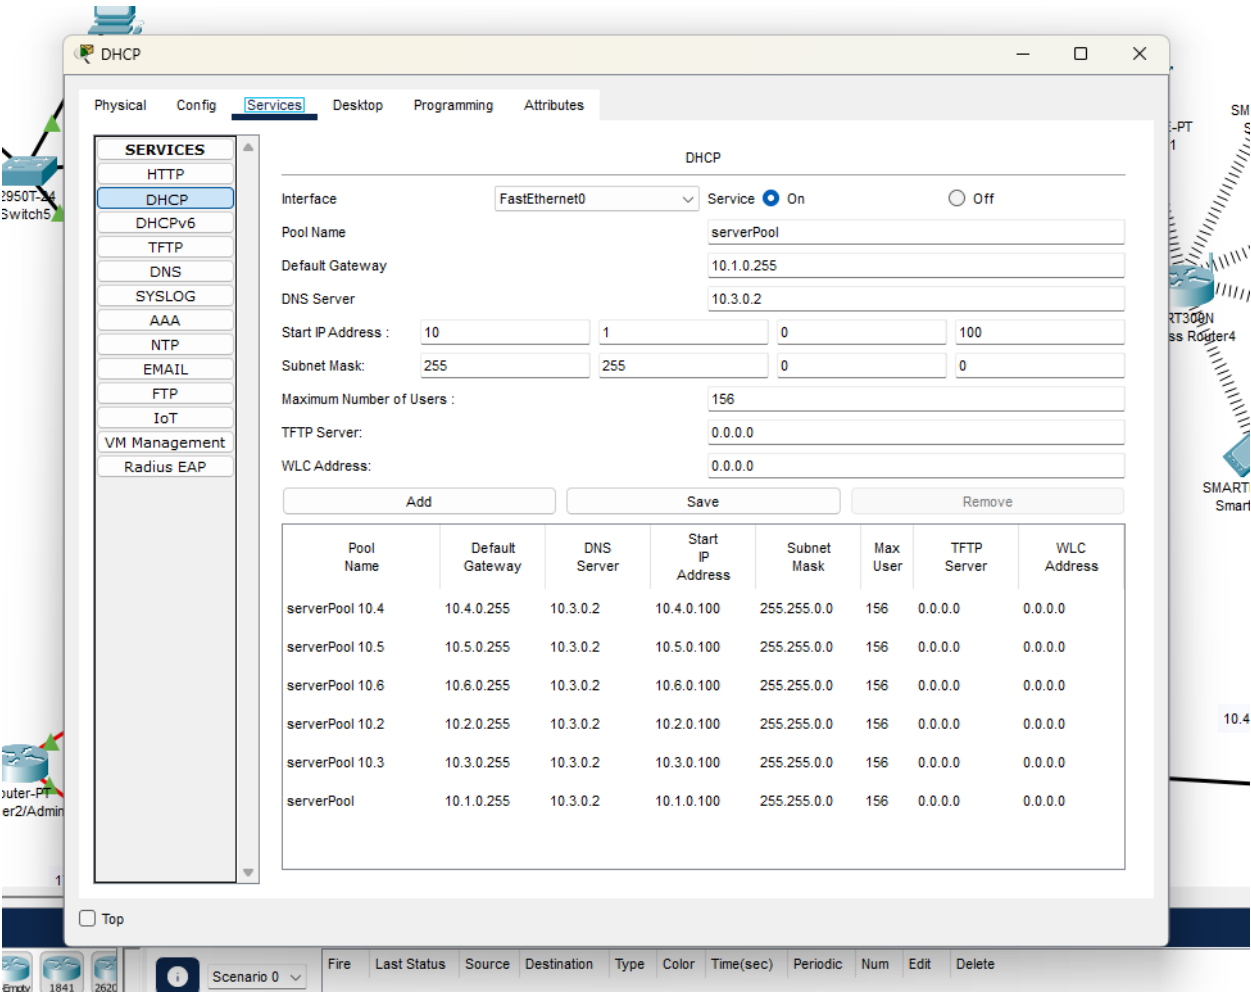 DHCP
Physical Config Services Desktop Programming Attributes
SERVICES
HTTP
DHCP
DHCPv6
TFTP
DNS
SYSLOG
AAA
NTP
EMAIL
FTP
IoT
VM Management
Radius EAP
DHCP
Interface FastEthernet0 Service On Off
Pool Name serverPool
Default Gateway 10.1.0.255
DNS Server 10.3.0.2
Start IP Address : 10 1 0 100
Subnet Mask: 255 255 0 0
Maximum Number of Users : 156
TFTP Server: 0.0.0.0
WLC Address: 0.0.0.0
Add Save Remove
Pool Name Default Gateway DNS Server Start IP Address Subnet Mask Max User TFTP Server WLC Address
serverPool 10.4 10.4.0.255 10.3.0.2 10.4.0.100 255.255.0.0 156 0.0.0.0 0.0.0.0
serverPool 10.5 10.5.0.255 10.3.0.2 10.5.0.100 255.255.0.0 156 0.0.0.0 0.0.0.0
serverPool 10.6 10.6.0.255 10.3.0.2 10.6.0.100 255.255.0.0 156 0.0.0.0 0.0.0.0
serverPool 10.2 10.2.0.255 10.3.0.2 10.2.0.100 255.255.0.0 156 0.0.0.0 0.0.0.0
serverPool 10.3 10.3.0.255 10.3.0.2 10.3.0.100 255.255.0.0 156 0.0.0.0 0.0.0.0
serverPool 10.1.0.255 10.3.0.2 10.1.0.100 255.255.0.0 156 0.0.0.0 0.0.0.0
Top
2950T-24
Switch5
outer-PT
er2/Admin
SM
E-PT
1
RT300N
ss Router4
SMART
Smart
10.4
Scenario 0
Fire Last Status Source Destination Type Color Time(sec) Periodic Num Edit Delete
-Empty 1841 2620